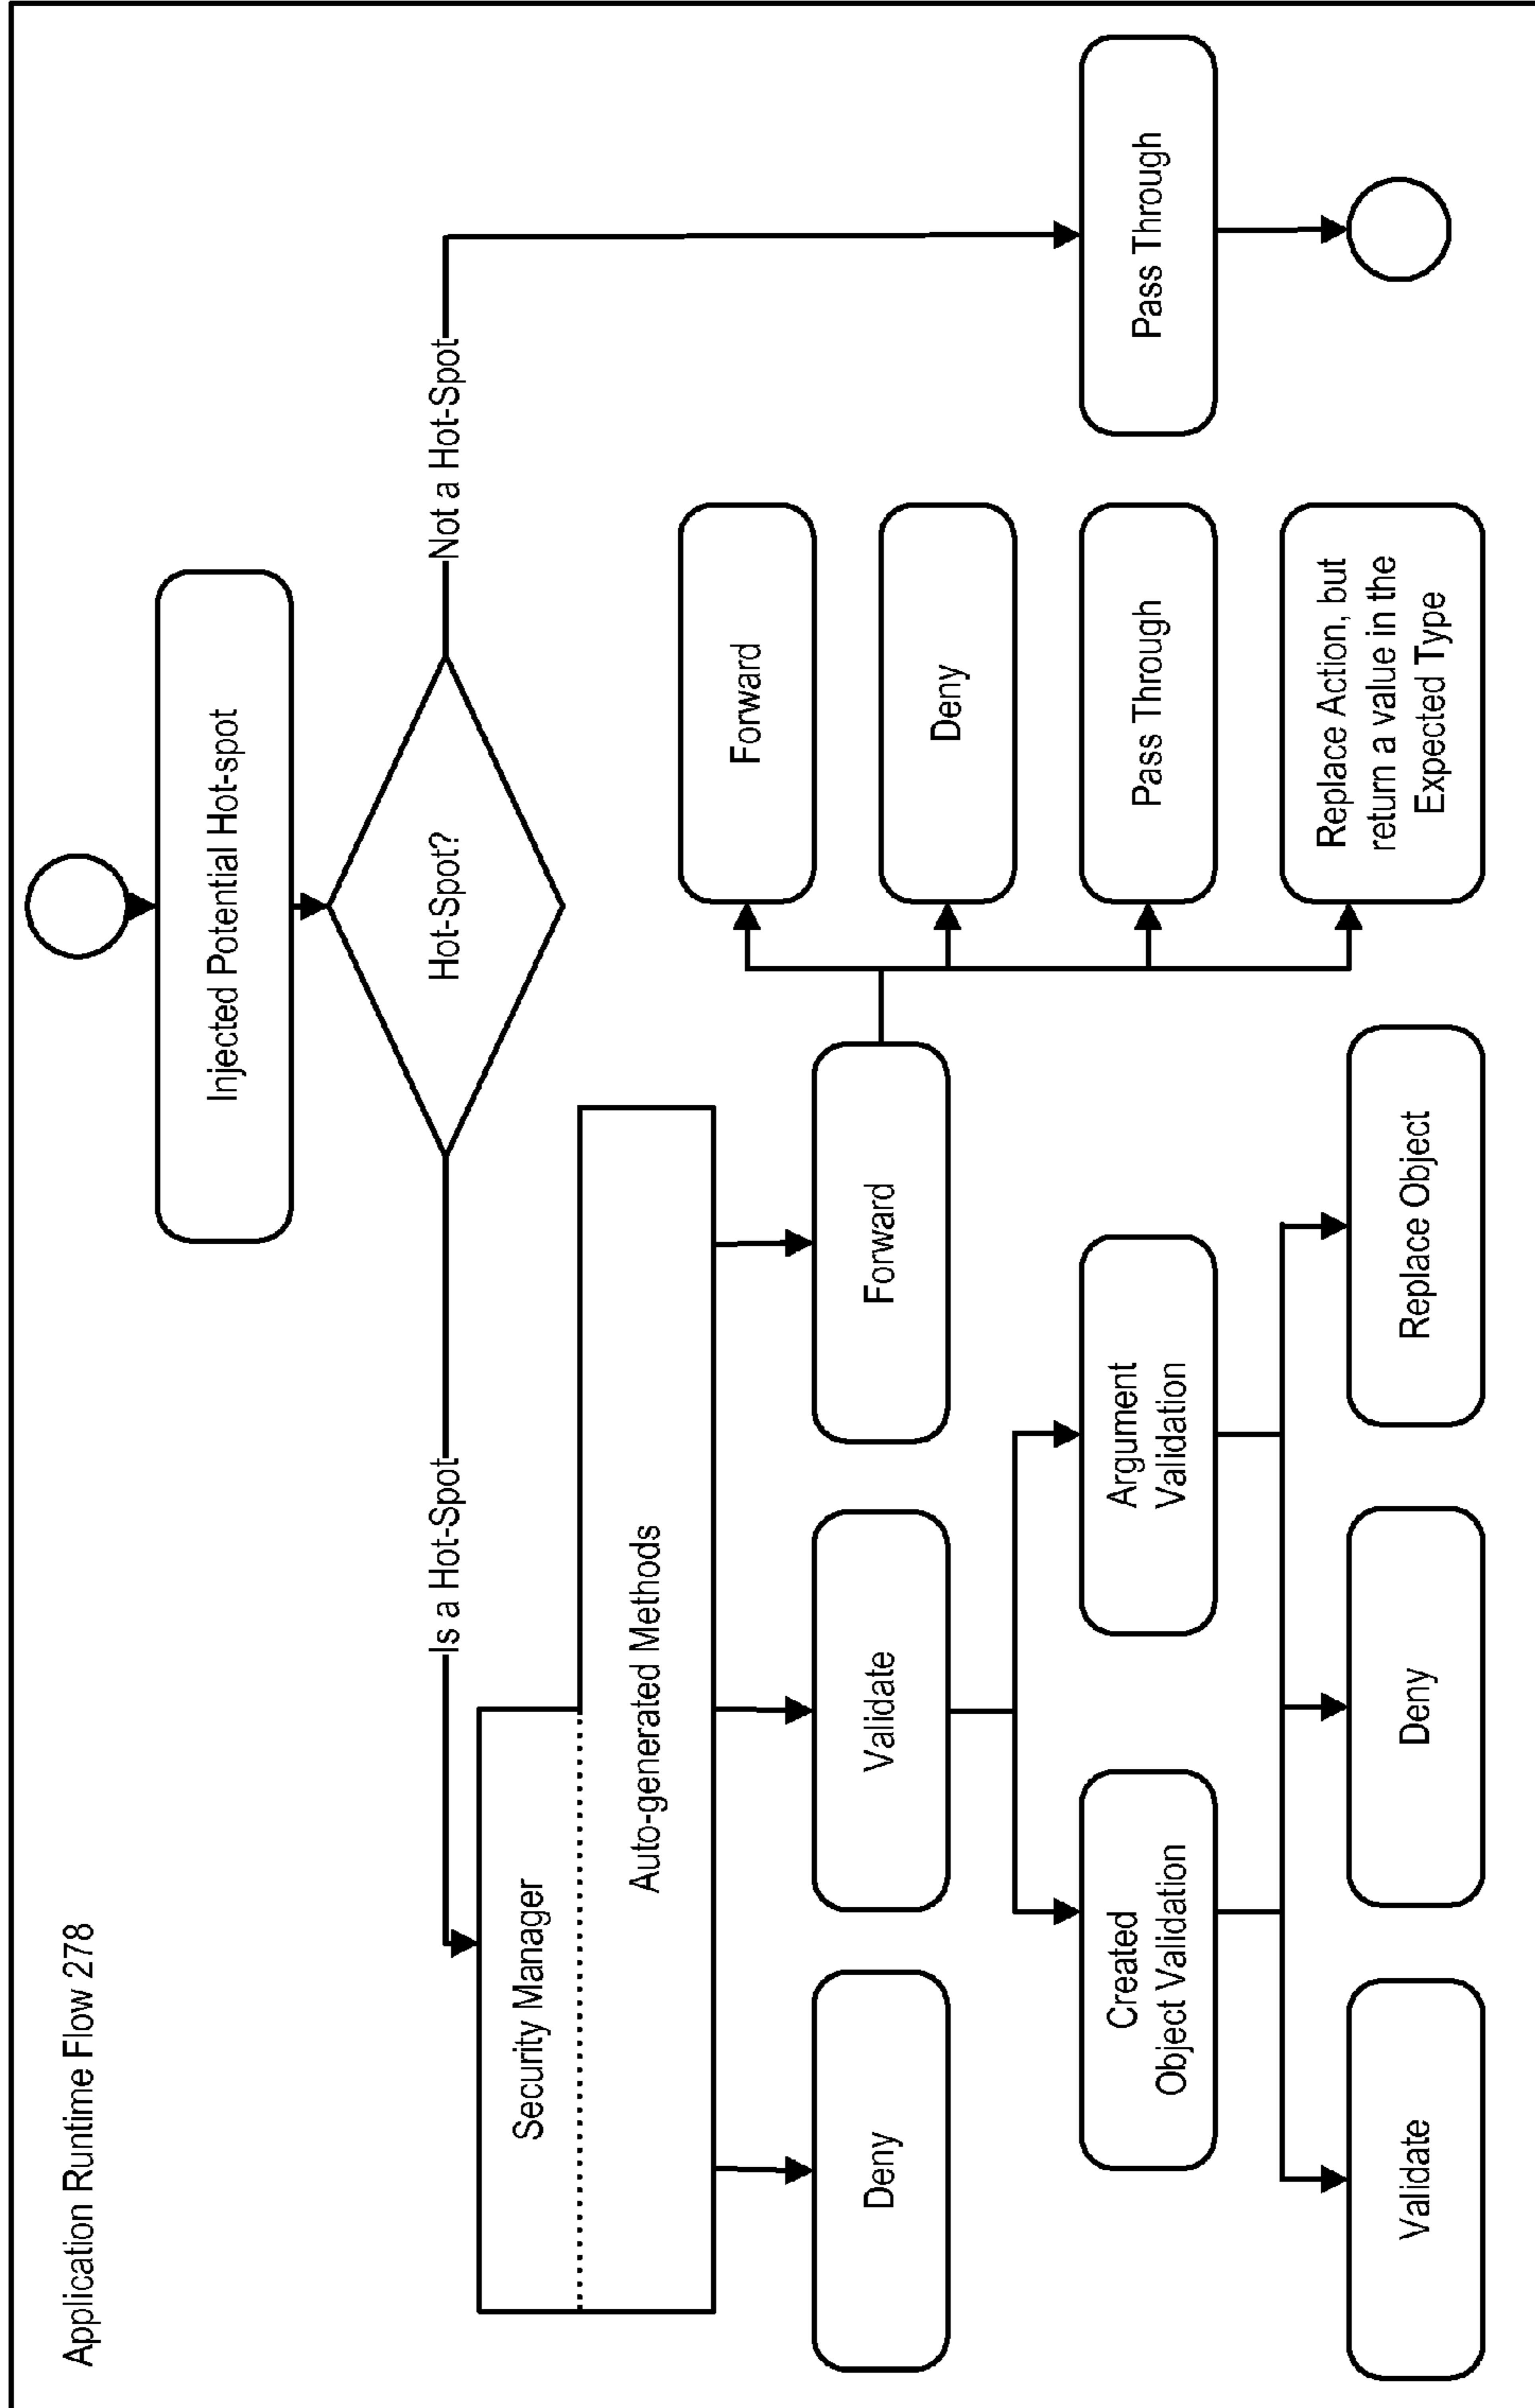 Application Runtime Flow 278
Injected Potential Hot-spot
Hot-Spot?
Is a Hot-Spot
Not a Hot-Spot
Security Manager
Auto-generated Methods
Deny
Validate
Forward
Forward
Deny
Pass Through
Replace Action, but
return a value in the
Expected Type
Pass Through
Created
Object Validation
Argument
Validation
Validate
Deny
Replace Object